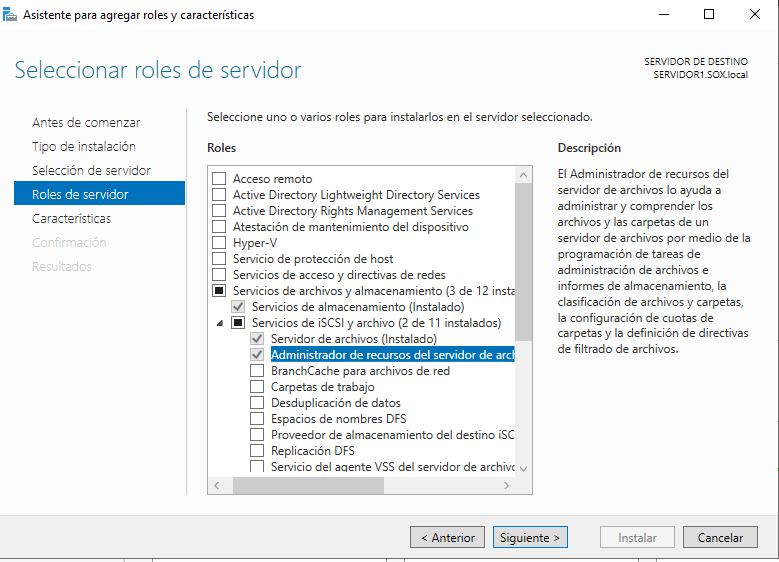 Asistente para agregar roles y características
Seleccionar roles de servidor
SERVIDOR DE DESTINO
SERVIDOR1.SOX.local
Antes de comenzar
Tipo de instalación
Selección de servidor
Roles de servidor
Características
Confirmación
Resultados
Seleccione uno o varios roles para instalarlos en el servidor seleccionado.
Roles
Acceso remoto
Active Directory Lightweight Directory Services
Active Directory Rights Management Services
Atestación de mantenimiento del dispositivo
Hyper-V
Servicio de protección de host
Servicios de acceso y directivas de redes
Servicios de archivos y almacenamiento (3 de 12 insta
Servicios de almacenamiento (Instalado)
Servicios de iSCSI y archivo (2 de 11 instalados)
Servidor de archivos (Instalado)
Administrador de recursos del servidor de arch
BranchCache para archivos de red
Carpetas de trabajo
Desduplicación de datos
Espacios de nombres DFS
Proveedor de almacenamiento del destino iSC
Replicación DFS
Servicio del agente VSS del servidor de archivo
Descripción
El Administrador de recursos del
servidor de archivos lo ayuda a
administrar y comprender los
archivos y las carpetas de un
servidor de archivos por medio de la
programación de tareas de
administración de archivos e
informes de almacenamiento, la
clasificación de archivos y carpetas,
la configuración de cuotas de
carpetas y la definición de directivas
de filtrado de archivos.
< Anterior
Siguiente >
Instalar
Cancelar